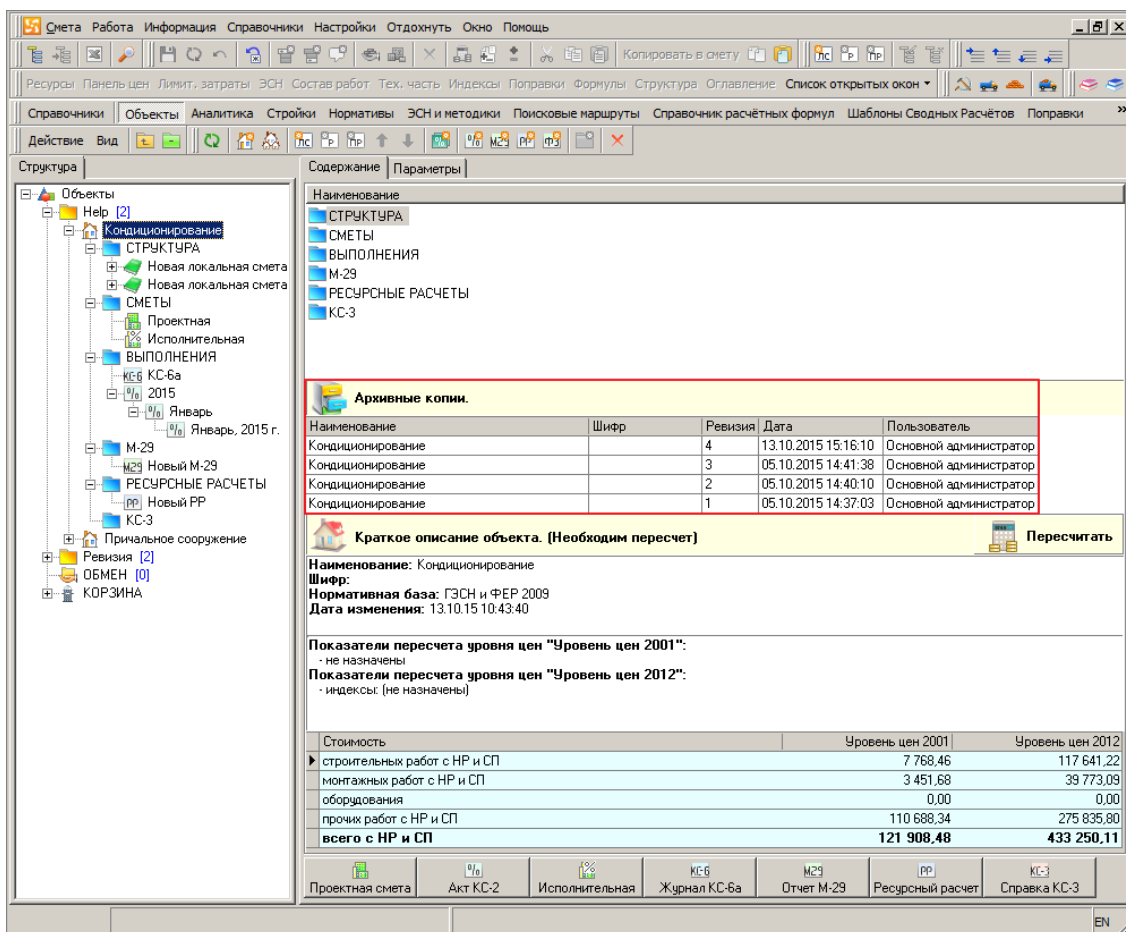 Смета Работа Информация Справочники Настройки Отдохнуть Окно Помощь
Копировать в смету
Ресурсы Панель цен Лимит. затраты ЭСН Состав работ Тех. часть Индексы Поправки Формулы Структура Оглавление Список открытых окон
Справочники Объекты Аналитика Стройки Нормативы ЭСН и методики Поисковые маршруты Справочник расчётных формул Шаблоны Сводных Расчётов Поправки »
Действие Вид
Структура
Объекты
Help [2]
Кондиционирование
СТРУКТУРА
Новая локальная смета
Новая локальная смета
СМЕТЫ
Проектная
Исполнительная
ВЫПОЛНЕНИЯ
КС-6 КС-6а
% 2015
% Январь
% Январь, 2015 г.
М-29
М29 Новый М-29
РЕСУРСНЫЕ РАСЧЕТЫ
РР Новый РР
КС-3
Причальное сооружение
Ревизия [2]
ОБМЕН [0]
КОРЗИНА
Содержание Параметры
Наименование
СТРУКТУРА
СМЕТЫ
ВЫПОЛНЕНИЯ
М-29
РЕСУРСНЫЕ РАСЧЕТЫ
КС-3
Архивные копии.
Наименование Шифр Ревизия Дата Пользователь
Кондиционирование 4 13.10.2015 15:16:10 Основной администратор
Кондиционирование 3 05.10.2015 14:41:38 Основной администратор
Кондиционирование 2 05.10.2015 14:40:10 Основной администратор
Кондиционирование 1 05.10.2015 14:37:03 Основной администратор
Краткое описание объекта. (Необходим пересчет) Пересчитать
Наименование: Кондиционирование
Шифр:
Нормативная база: ГЭСН и ФЕР 2009
Дата изменения: 13.10.15 10:43:40
Показатели пересчета уровня цен "Уровень цен 2001":
- не назначены
Показатели пересчета уровня цен "Уровень цен 2012":
- индексы: (не назначены)
Стоимость Уровень цен 2001 Уровень цен 2012
строительных работ с НР и СП 7 768,46 117 641,22
монтажных работ с НР и СП 3 451,68 39 773,09
оборудования 0,00 0,00
прочих работ с НР и СП 110 688,34 275 835,80
всего с НР и СП 121 908,48 433 250,11
% % КС-6 М29 РР КС-3
Проектная смета Акт КС-2 Исполнительная Журнал КС-6а Отчет М-29 Ресурсный расчет Справка КС-3
EN